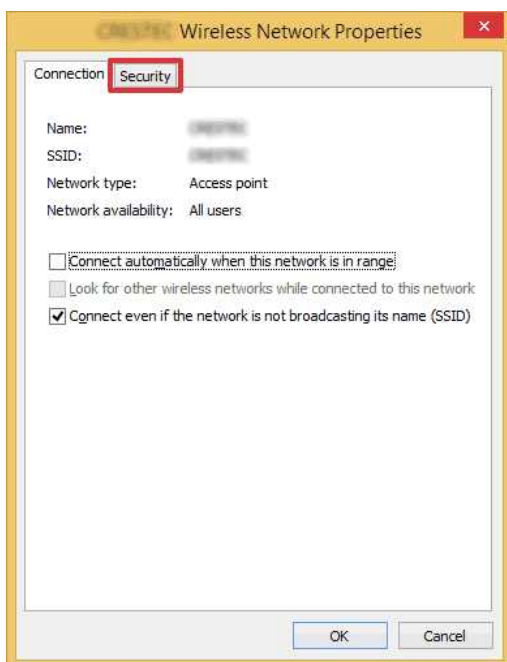 Wireless Network Properties
Connection
Security
Name:
SSID:
Network type: Access point
Network availability: All users
Connect automatically when this network is in range
Look for other wireless networks while connected to this network
Connect even if the network is not broadcasting its name (SSID)
OK
Cancel